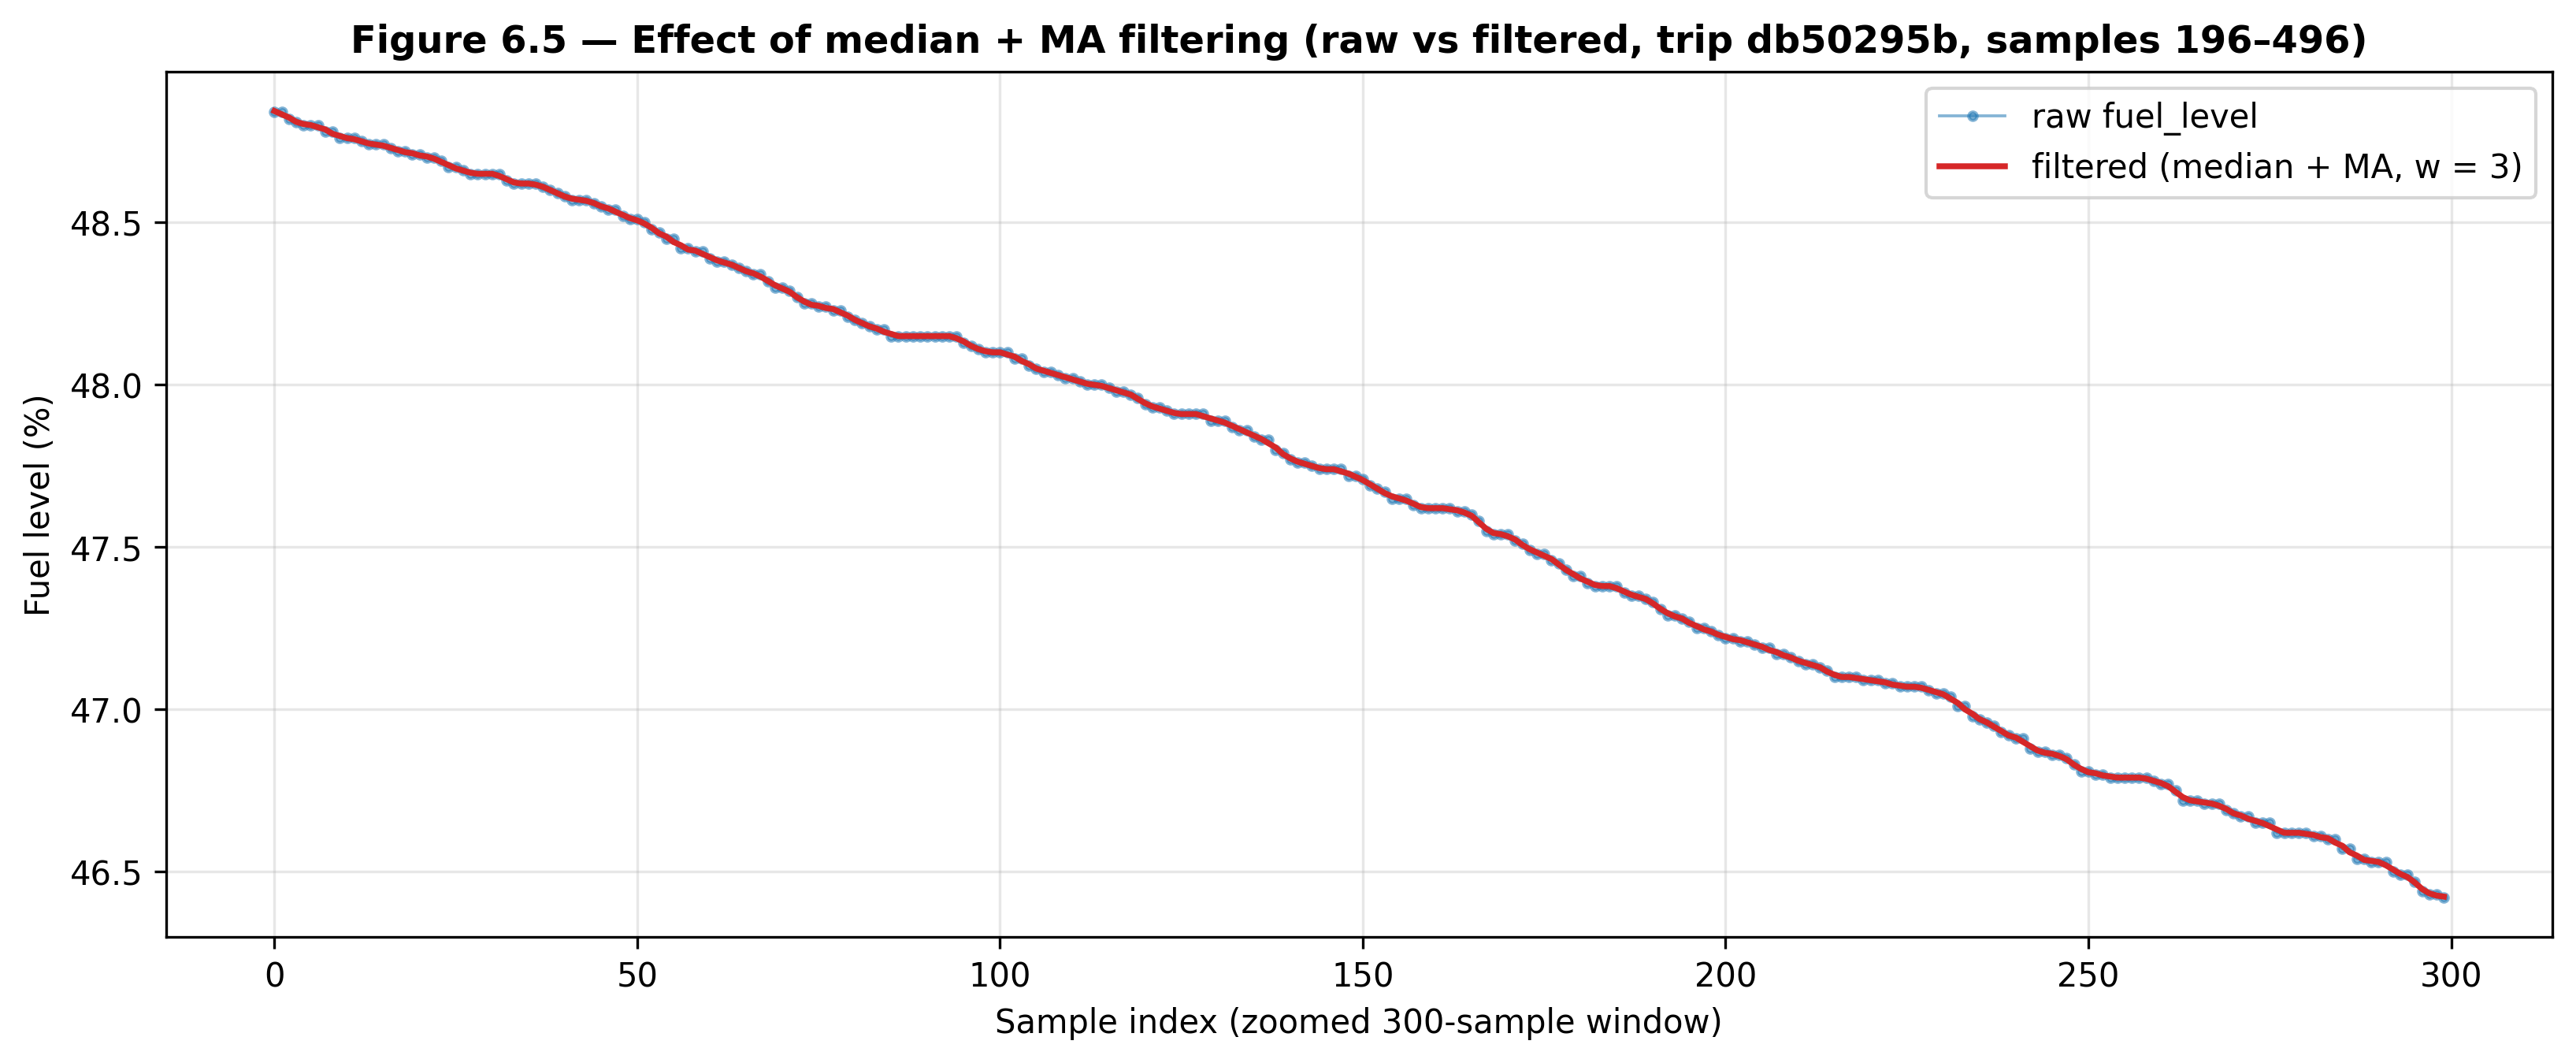 Figure 6.5 — Effect of median + MA filtering (raw vs filtered, trip db50295b, samples 196–496)
raw fuel_level
filtered (median + MA, w = 3)
Fuel level (%)
48.5
48.0
47.5
47.0
46.5
0 50 100 150 200 250 300
Sample index (zoomed 300-sample window)